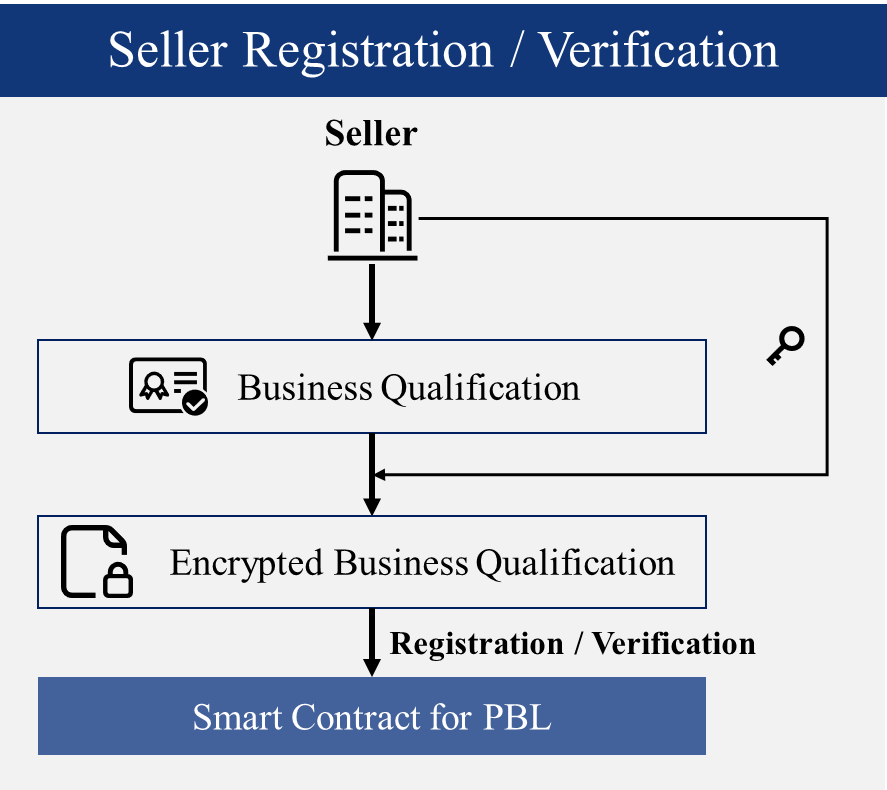 Seller Registration / Verification
Seller
Business Qualification
Encrypted Business Qualification
Registration / Verification
Smart Contract for PBL